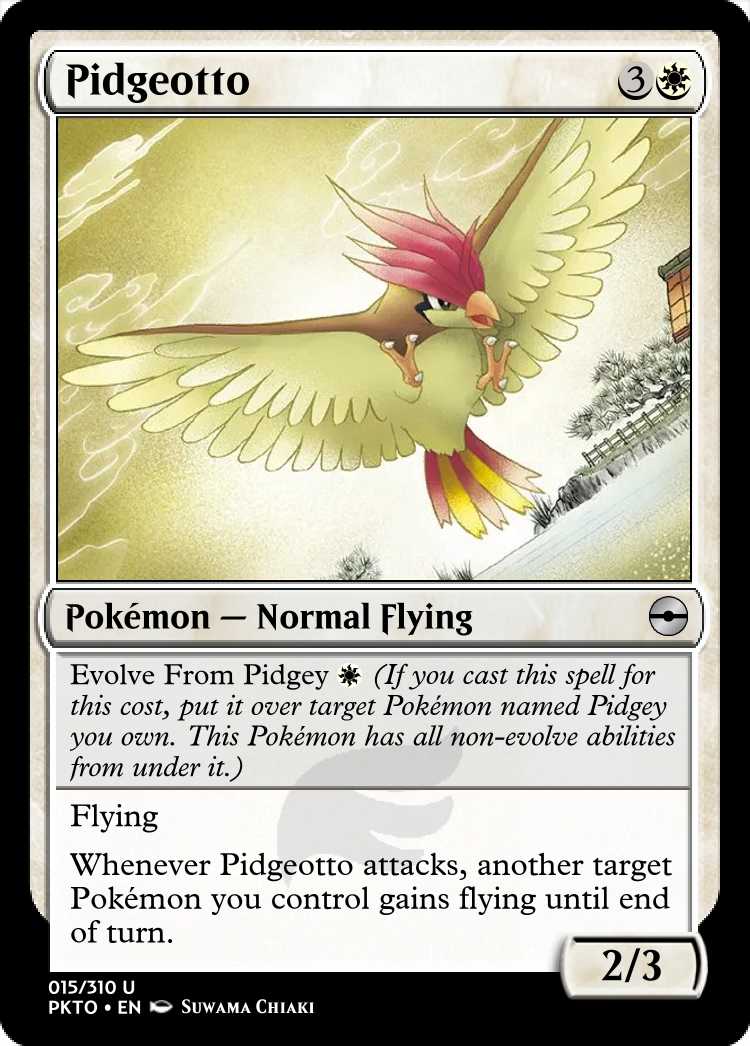 Pidgeotto 3
Pokémon — Normal Flying
Evolve From Pidgey (If you cast this spell for
this cost, put it over target Pokémon named Pidgey
you own. This Pokémon has all non-evolve abilities
from under it.)
Flying
Whenever Pidgeotto attacks, another target
Pokémon you control gains flying until end
of turn.
2/3
015/310 U
PKTO • EN Suwama Chiaki